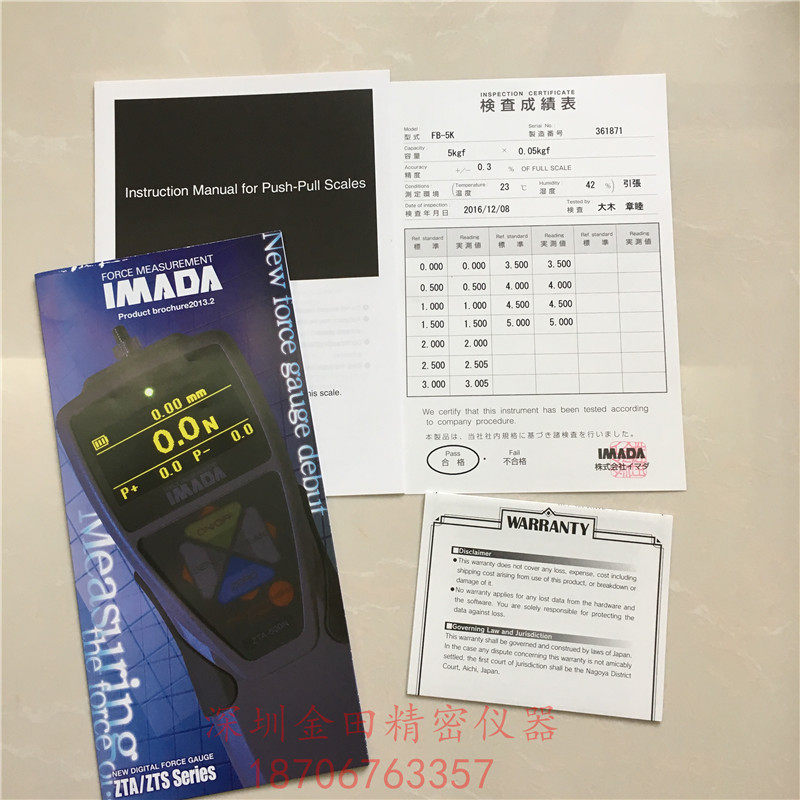 Instruction Manual for Push-Pull Scales
his scale.
INSPECTION CERTIFICATE
検査成績表
Model
型式 FB-5K
Serial No.
製造番号 361871
Capacity
容量 5kgf × 0.05kgf
Accuracy
精度 +/− 0.3 % OF FULL SCALE
Conditions
測定環境 (Temperature 温度 23 ℃ Humidity 湿度 42 %) 引張
Date of inspection
検査年月日 2016/12/08
Tested by
検査 大木 章睦
Ref. standard Reading Ref. standard Reading Ref. standard Reading
標準 実測値 標準 実測値 標準 実測値
0.000 0.000 3.500 3.500
0.500 0.500 4.000 4.000
1.000 1.000 4.500 4.500
1.500 1.500 5.000 5.000
2.000 2.000
2.500 2.505
3.000 3.005
We certify that this instrument has been tested according
to company procedure.
本製品は、当社社内規格に基づき諸検査を行いました。
Pass ・ Fail
合格 不合格
IMADA
株式会社イマダ
FORCE MEASUREMENT
IMADA
Product brochure2013.2
New force gauge debut
0.00 mm
0.0N
P+ 0.0 P- 0.0
IMADA
ZTA-500N
Measuring
the force
NEW DIGITAL FORCE GAUGE
ZTA/ZTS Series
WARRANTY
■Disclaimer
●This warranty does not cover any loss, expense, cost including
shipping cost arising from use of this product, or breakdown or
damage of it.
●No warranty applies for any lost data from the hardware and
the software. You are solely responsible for protecting the
data against loss.
■Governing Law and Jurisdiction
This warranty shall be governed and construed by laws of Japan.
In the case any dispute concerning this warranty is not amicably
settled, the first court of jurisdiction shall be the Nagoya District
Court, Aichi, Japan.
深圳金田精密仪器
18706763357